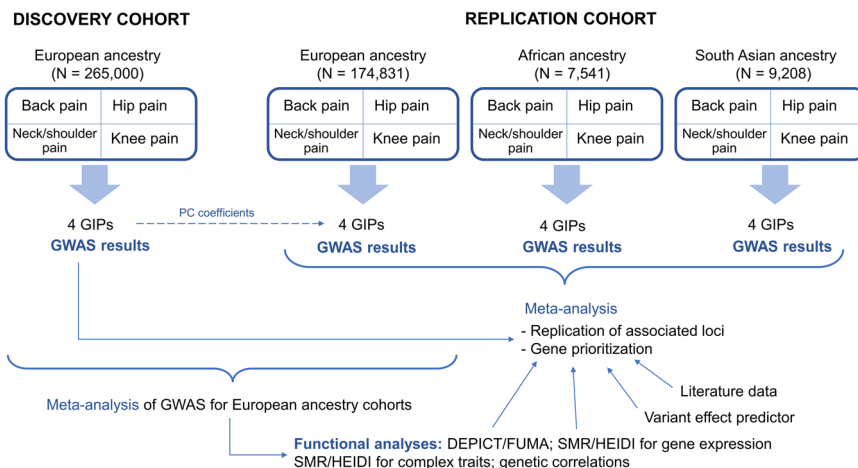 DISCOVERY COHORT
REPLICATION COHORT
European ancestry
(N = 265,000)
European ancestry
(N = 174,831)
African ancestry
(N = 7,541)
South Asian ancestry
(N = 9,208)
Back pain
Hip pain
Neck/shoulder
pain
Knee pain
Back pain
Hip pain
Neck/shoulder
pain
Knee pain
Back pain
Hip pain
Neck/shoulder
pain
Knee pain
Back pain
Hip pain
Neck/shoulder
pain
Knee pain
4 GIPs
GWAS results
PC coefficients
4 GIPs
GWAS results
4 GIPs
GWAS results
4 GIPs
GWAS results
Meta-analysis
- Replication of associated loci
- Gene prioritization
Literature data
Variant effect predictor
Meta-analysis of GWAS for European ancestry cohorts
Functional analyses: DEPICT/FUMA; SMR/HEIDI for gene expression
SMR/HEIDI for complex traits; genetic correlations